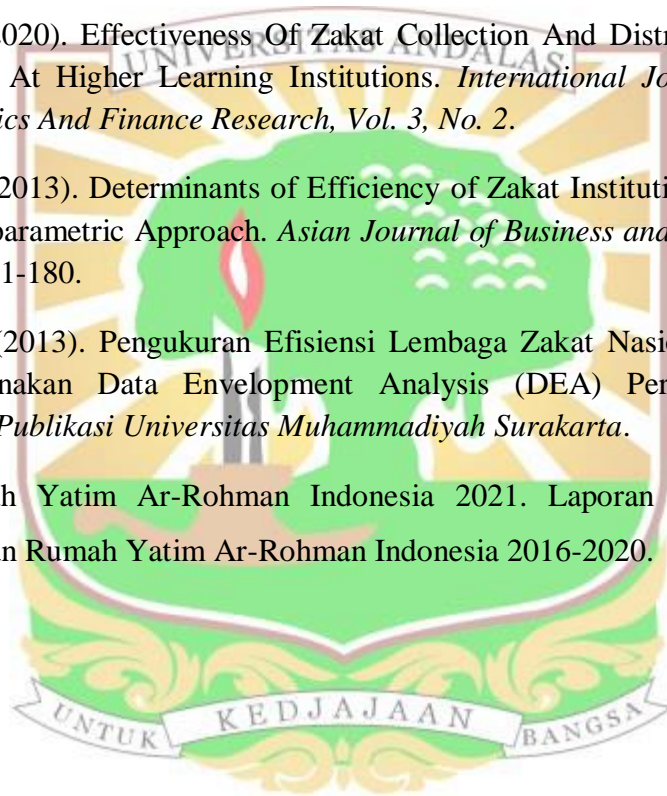 2020). Effectiveness Of Zakat Collection And Distr
At Higher Learning Institutions. International Jo
ics And Finance Research, Vol. 3, No. 2.
2013). Determinants of Efficiency of Zakat Instituti
parametric Approach. Asian Journal of Business and
1-180.
(2013). Pengukuran Efisiensi Lembaga Zakat Nasio
nakan Data Envelopment Analysis (DEA) Per
Publikasi Universitas Muhammadiyah Surakarta.
h Yatim Ar-Rohman Indonesia 2021. Laporan
an Rumah Yatim Ar-Rohman Indonesia 2016-2020.
UNIVERSITAS ANDALAS
UNTUK KEDJAJAAN BANGSA